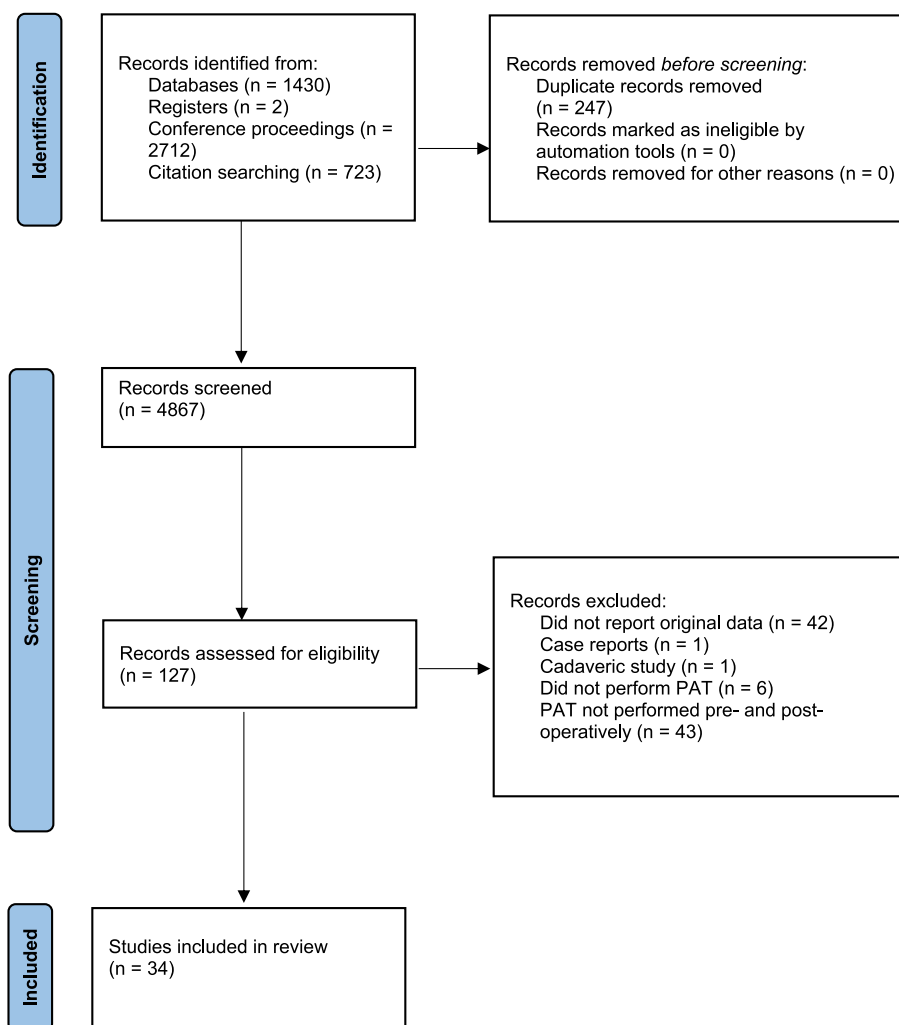 Identification
Records identified from:
Databases (n = 1430)
Registers (n = 2)
Conference proceedings (n =
2712)
Citation searching (n = 723)
Records removed before screening:
Duplicate records removed
(n = 247)
Records marked as ineligible by
automation tools (n = 0)
Records removed for other reasons (n = 0)
Screening
Records screened
(n = 4867)
Records assessed for eligibility
(n = 127)
Records excluded:
Did not report original data (n = 42)
Case reports (n = 1)
Cadaveric study (n = 1)
Did not perform PAT (n = 6)
PAT not performed pre- and post-
operatively (n = 43)
Included
Studies included in review
(n = 34)